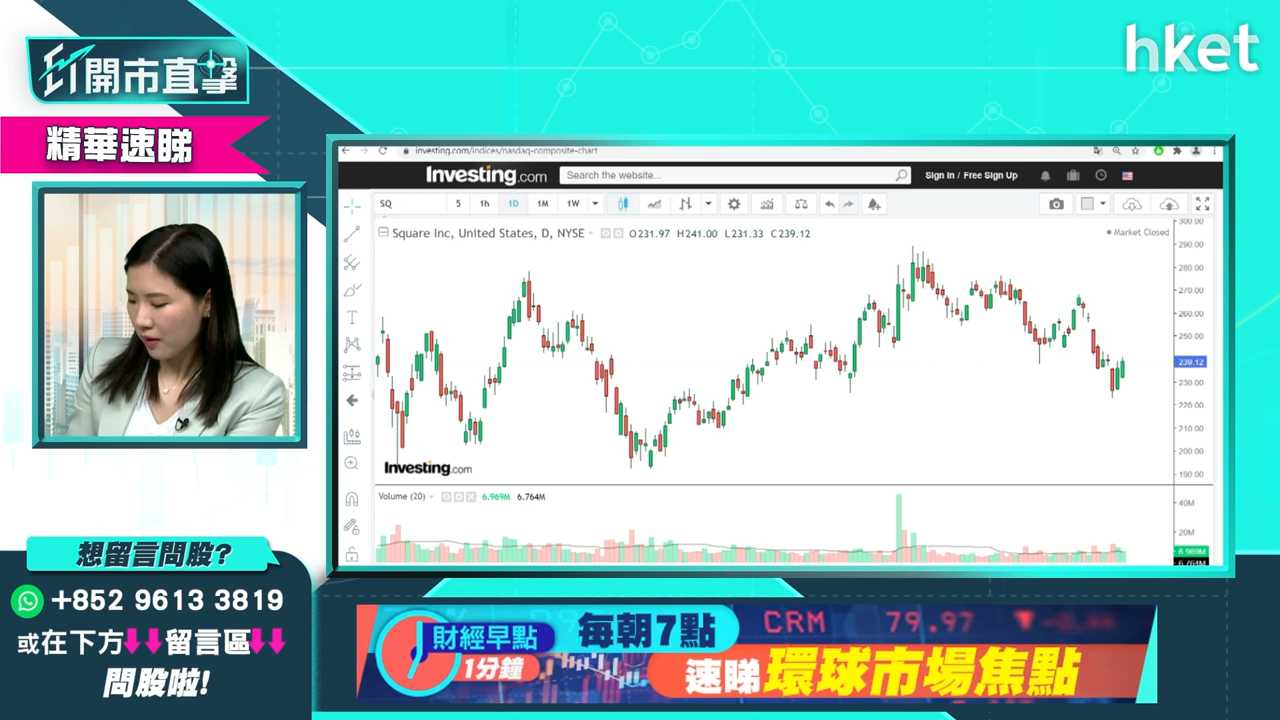 hket
ET開市直擊
精華速睇
investing.com/indices/nasdaq-composite-chart
Investing.com
Search the website...
Sign In / Free Sign Up
SQ
5 1h 1D 1M 1W
Square Inc, United States, D, NYSE
O231.97 H241.00 L231.33 C239.12
Market Closed
300.00
290.00
280.00
270.00
260.00
250.00
239.12
230.00
220.00
210.00
200.00
190.00
Investing.com
Volume (20)
6.969M 6.764M
40M
20M
6.969M
6.764M
想留言問股?
+852 9613 3819
或在下方留言區
問股啦!
財經早點
1分鐘
每朝7點
速睇環球市場焦點
CRM 79.97